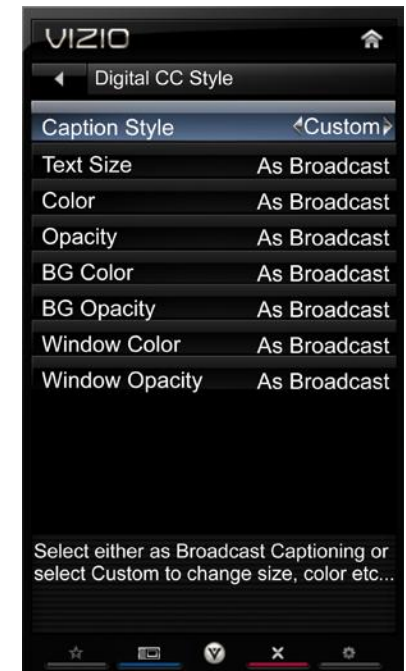 VIZIO
Digital CC Style
Caption Style Custom
Text Size As Broadcast
Color As Broadcast
Opacity As Broadcast
BG Color As Broadcast
BG Opacity As Broadcast
Window Color As Broadcast
Window Opacity As Broadcast
Select either as Broadcast Captioning or
select Custom to change size, color etc...
V